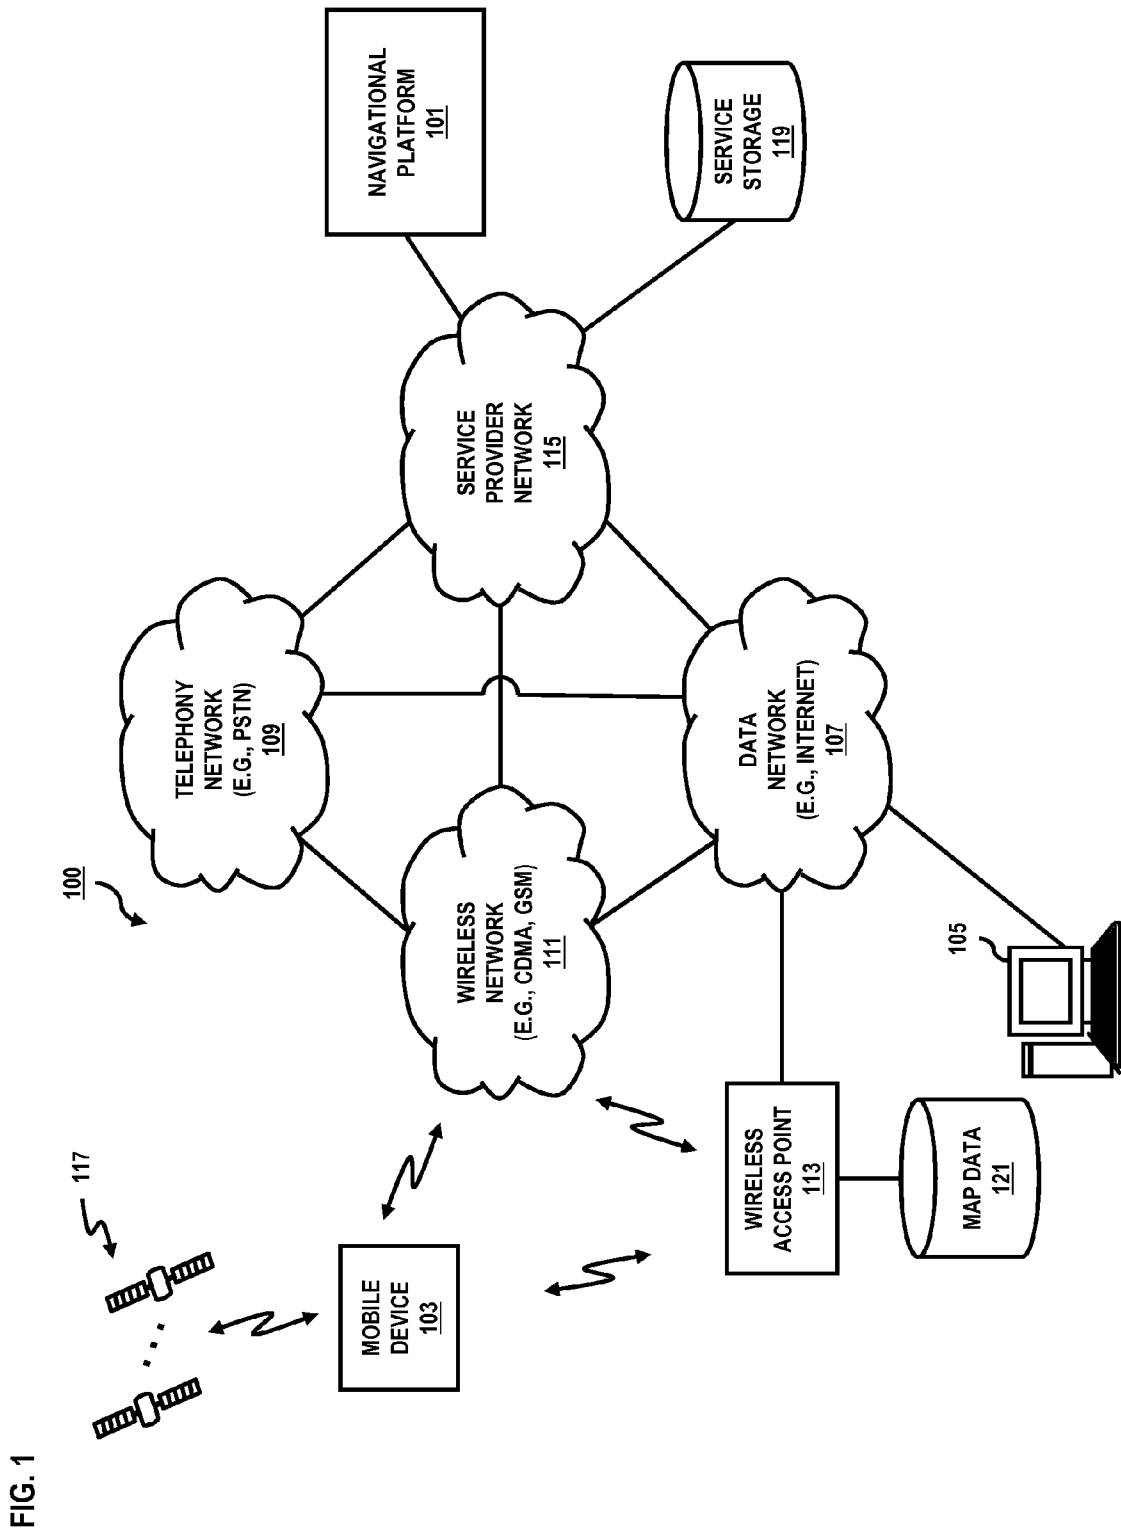 FIG. 1
100
117
TELEPHONY
NETWORK
(E.G., PSTN)
109
NAVIGATIONAL
PLATFORM
101
MOBILE
DEVICE
103
WIRELESS
NETWORK
(E.G., CDMA, GSM)
111
SERVICE
PROVIDER
NETWORK
115
SERVICE
STORAGE
119
WIRELESS
ACCESS POINT
113
DATA
NETWORK
(E.G., INTERNET)
107
MAP DATA
121
105